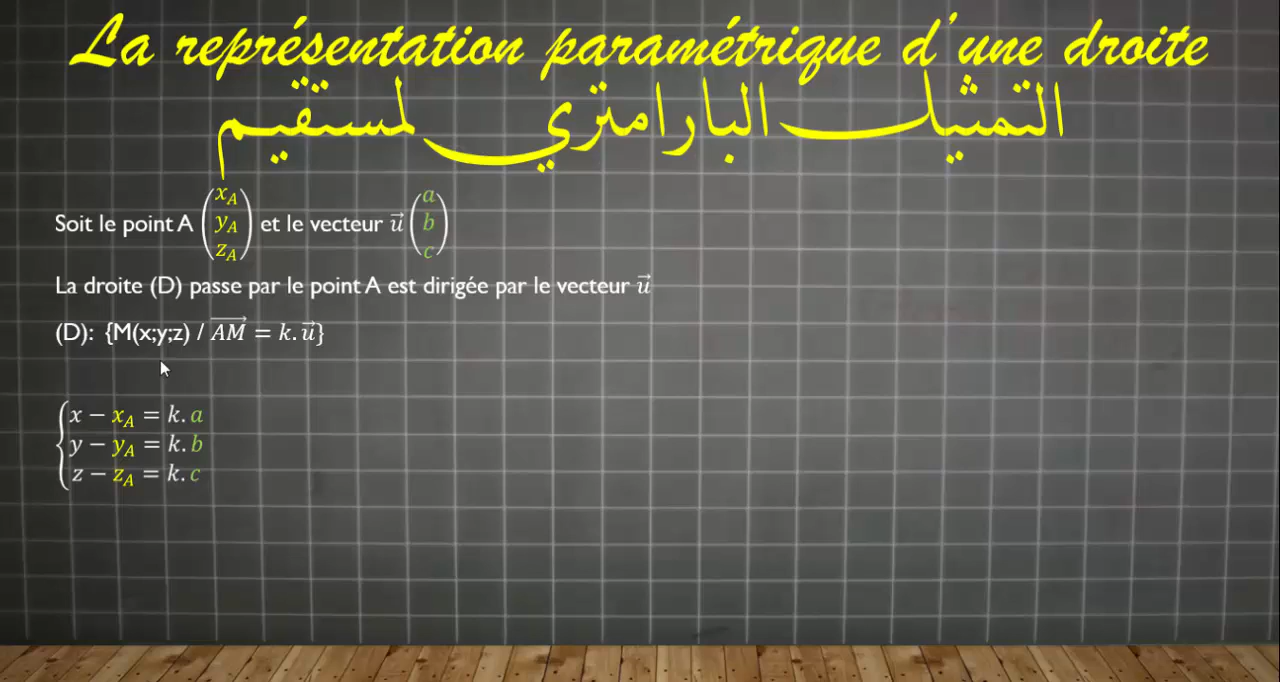 La représentation paramétrique d'une droite
التمثيل البارامتري لمستقيم
Soit le point A (x_A y_A z_A) et le vecteur u⃗ (a b c)
La droite (D) passe par le point A est dirigée par le vecteur u⃗
(D): {M(x;y;z) / AM⃗ = k. u⃗}
x − x_A = k. a
y − y_A = k. b
z − z_A = k. c